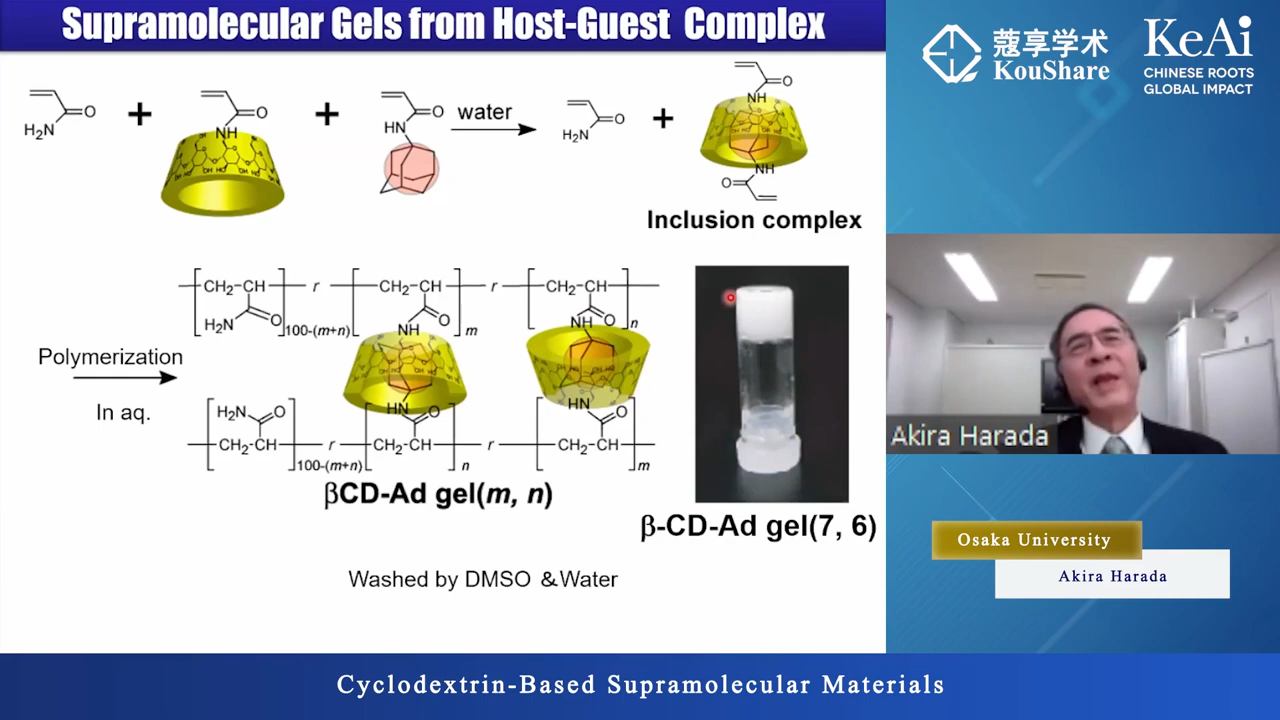 Supramolecular Gels from Host-Guest Complex
蔻享学术
KouShare
KeAi
CHINESE ROOTS
GLOBAL IMPACT
H₂N
O
+
O
NH
+
O
HN
water
H₂N
O
+
O
NH
NH
O
Inclusion complex
CH₂-CH
H₂N
O
100-(m+n)
r
CH₂-CH
NH
O
m
r
CH₂-CH
NH
O
n
Polymerization
In aq.
H₂N
O
CH₂-CH
100-(m+n)
r
HN
O
CH₂-CH
n
r
HN
O
CH₂-CH
m
βCD-Ad gel(m, n)
β-CD-Ad gel(7, 6)
Washed by DMSO & Water
Akira Harada
Osaka University
Akira Harada
Cyclodextrin-Based Supramolecular Materials